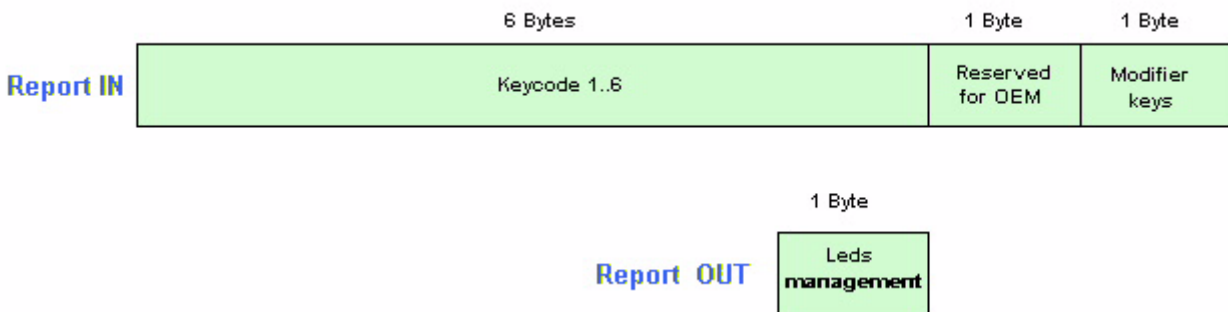 6 Bytes 1 Byte 1 Byte
Report IN
Keycode 1..6
Reserved
for OEM
Modifier
keys
1 Byte
Report OUT
Leds
management